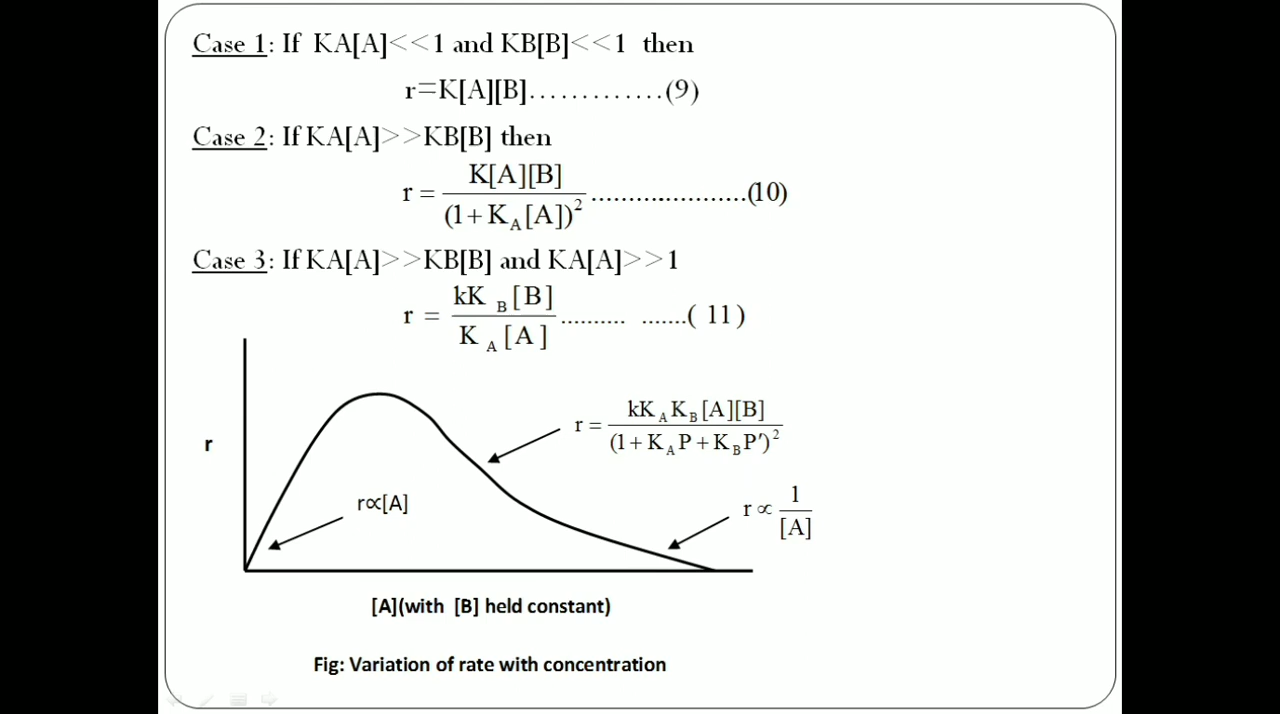 Case 1: If KA[A]<<1 and KB[B]<<1 then
r=K[A][B].............(9)
Case 2: If KA[A]>>KB[B] then
r = K[A][B] / (1 + K_A[A])² .....................(10)
Case 3: If KA[A]>>KB[B] and KA[A]>>1
r = kK_B[B] / K_A[A] .......... .......( 11 )
r = kK_AK_B[A][B] / (1 + K_AP + K_BP′)²
r
r∝[A]
r ∝ 1 / [A]
[A](with [B] held constant)
Fig: Variation of rate with concentration